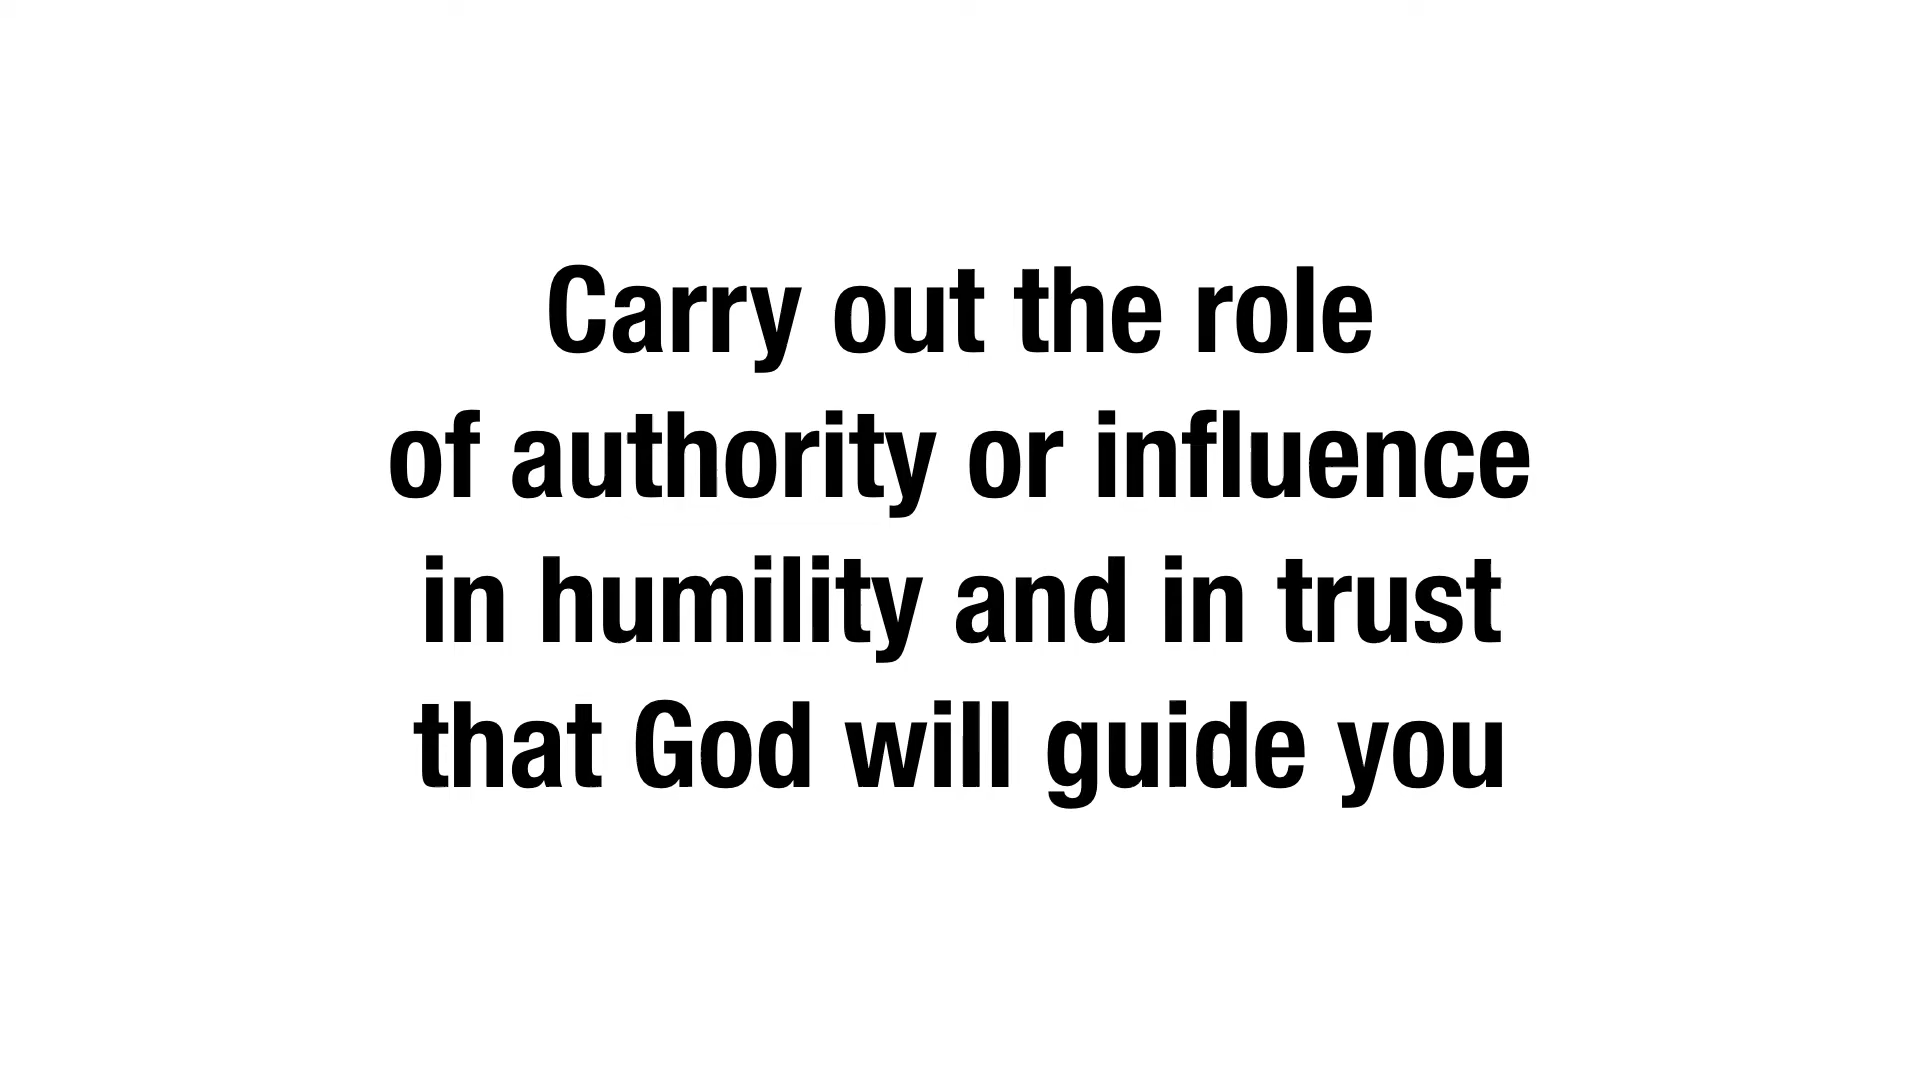 Carry out the role
of authority or influence
in humility and in trust
that God will guide you